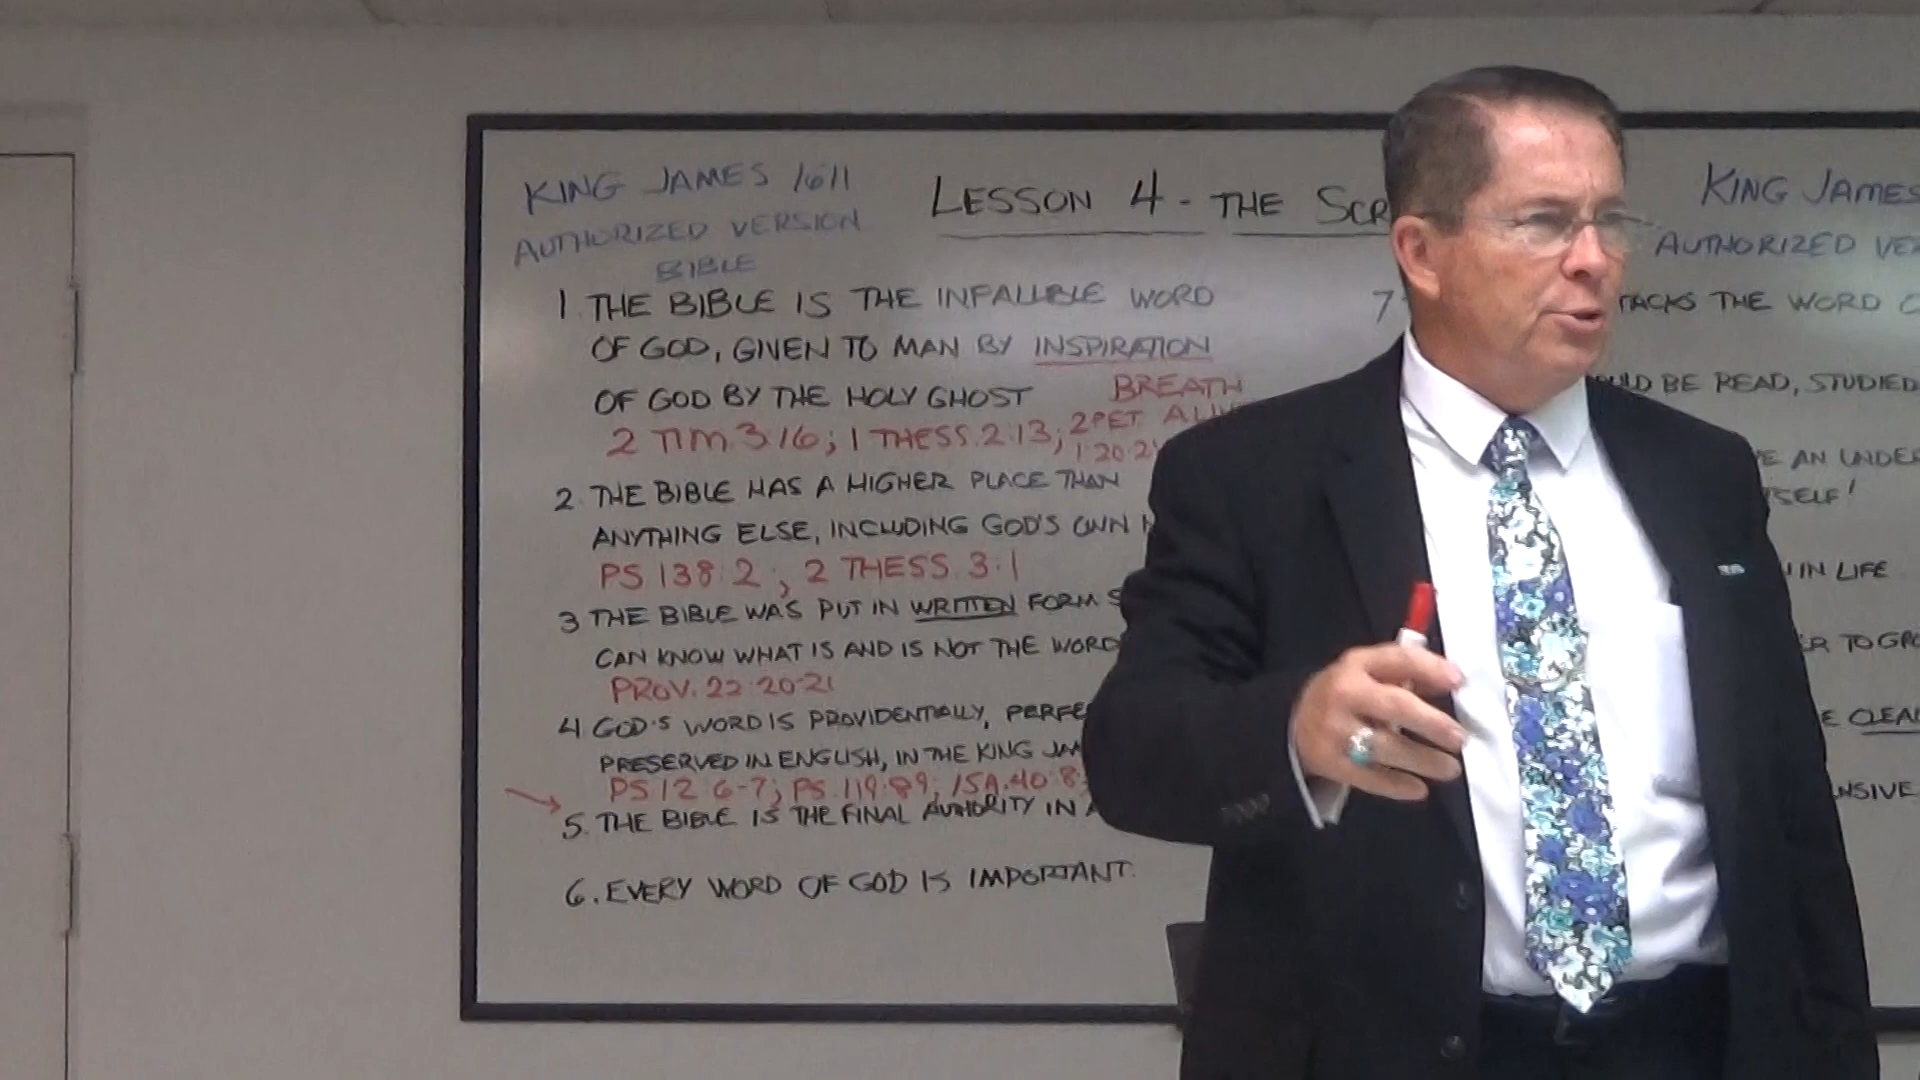 KING JAMES 1611
AUTHORIZED VERSION
BIBLE
LESSON 4 - THE SCR
1 THE BIBLE IS THE INFALLIBLE WORD
OF GOD, GIVEN TO MAN BY INSPIRATION
BREATH
OF GOD BY THE HOLY GHOST
2 TIM. 3:16; 1 THESS. 2:13; 2 PET. ALIVE
1:20-21
2. THE BIBLE HAS A HIGHER PLACE THAN
ANYTHING ELSE, INCLUDING GOD'S OWN
PS 138:2; 2 THESS. 3:1
3 THE BIBLE WAS PUT IN WRITTEN FORM S
CAN KNOW WHAT IS AND IS NOT THE WORD
PROV. 22:20-21
4 GOD'S WORD IS PROVIDENTIALLY, PERFE
PRESERVED IN ENGLISH, IN THE KING JAM
PS 12:6-7; PS. 119:89; ISA. 40:8
5. THE BIBLE IS THE FINAL AUTHORITY IN A
6. EVERY WORD OF GOD IS IMPORTANT.
KING JAMES
AUTHORIZED VE
7 TACKS THE WORD O
ULD BE READ, STUDIED
E AN UNDER
SELF!
IN LIFE
R TO GRO
E CLEA
NSIVE